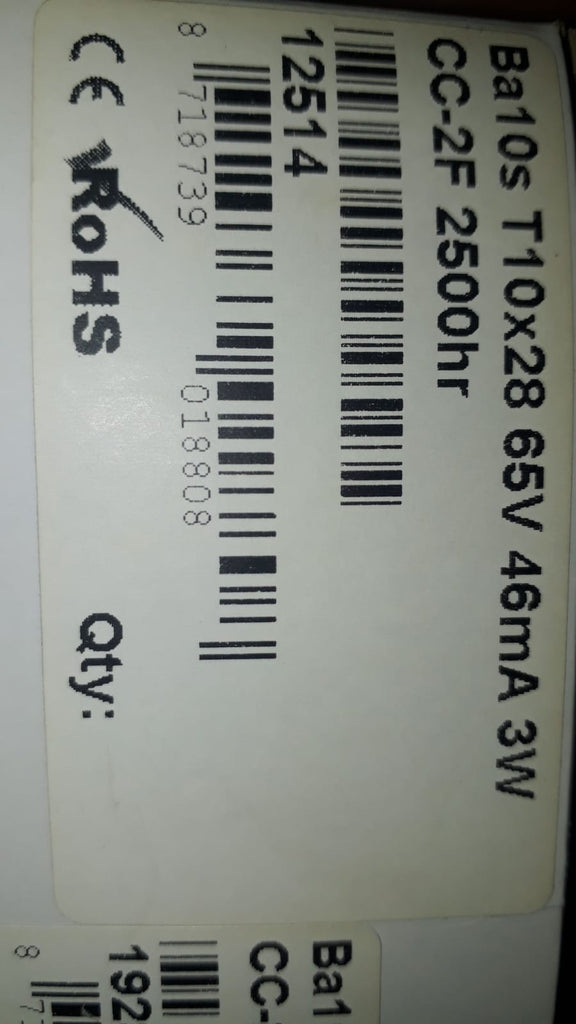 Ba10s T10x28 65V 46mA 3W
CC-2F 2500hr
12514
8 718739 018808
CE RoHS
Qty:
Ba1
CC-
192
8 7